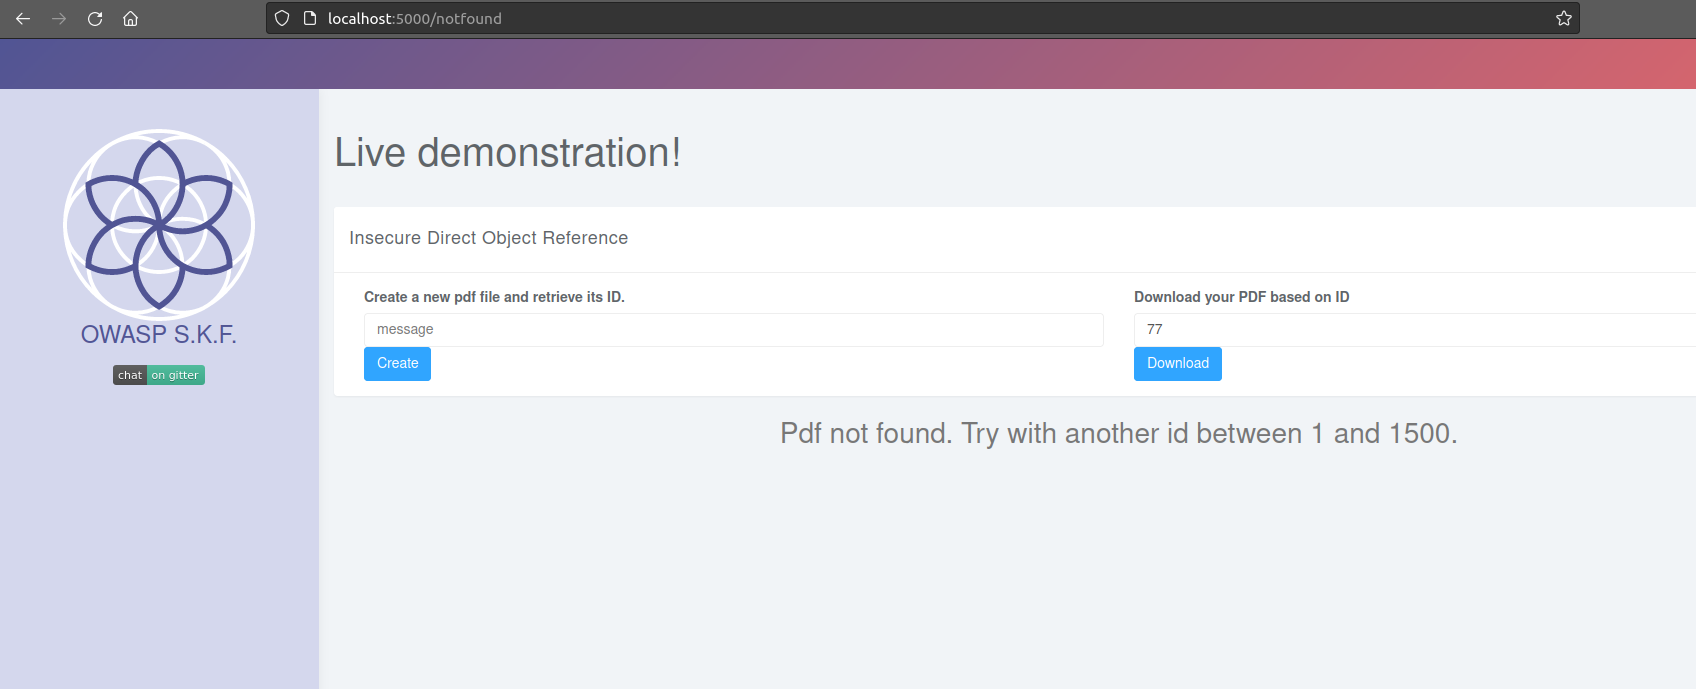 localhost:5000/notfound
OWASP S.K.F.
chat on gitter
Live demonstration!
Insecure Direct Object Reference
Create a new pdf file and retrieve its ID.
message
Create
Download your PDF based on ID
77
Download
Pdf not found. Try with another id between 1 and 1500.